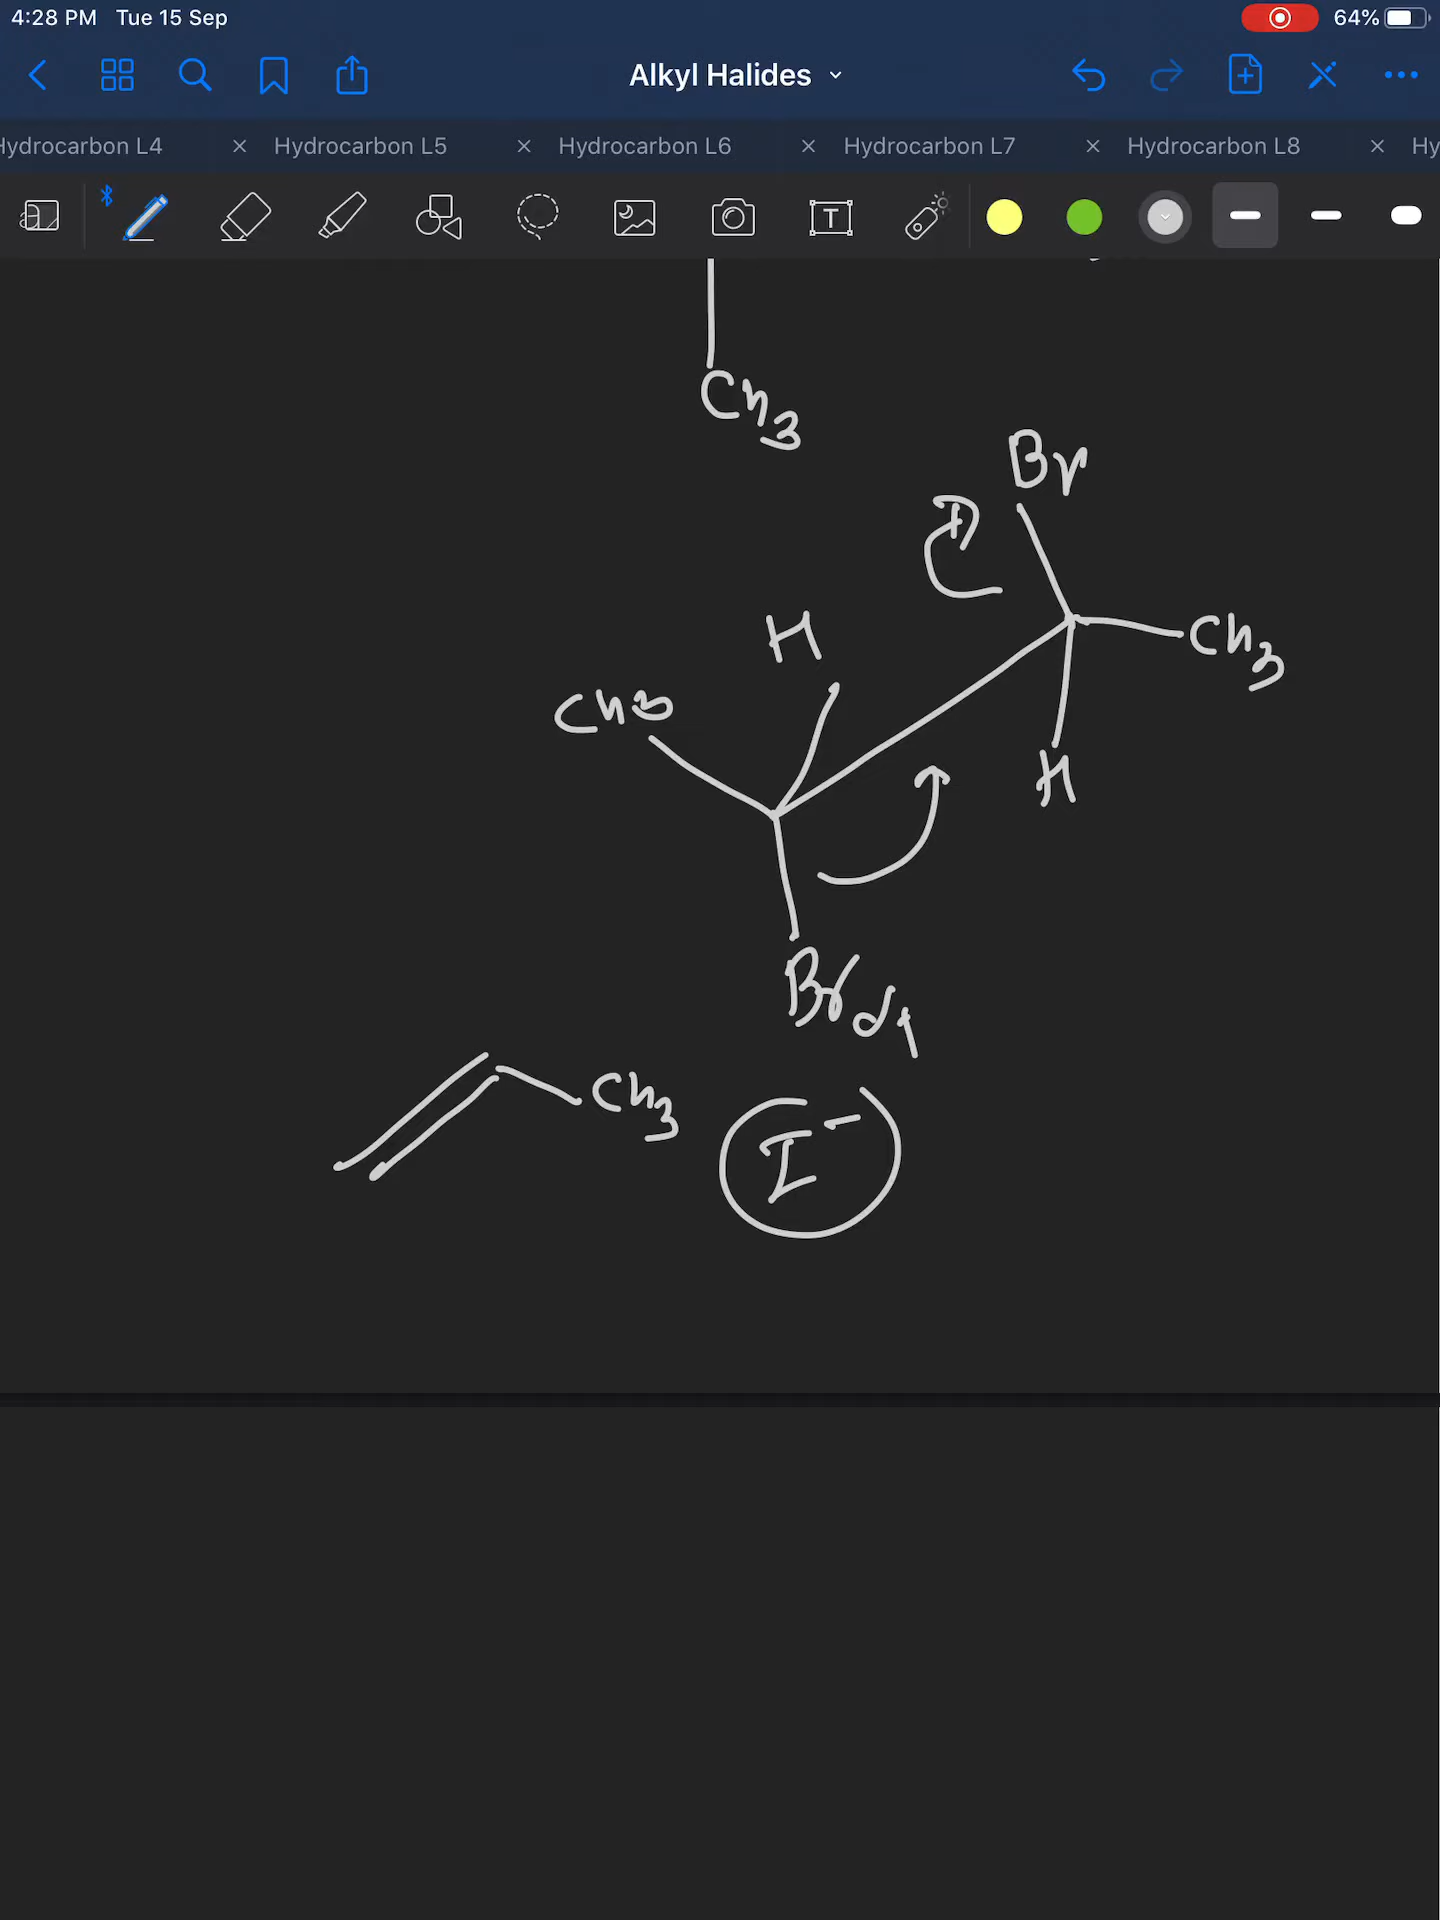 4:28 PM Tue 15 Sep
64%
Alkyl Halides
Hydrocarbon L4
Hydrocarbon L5
Hydrocarbon L6
Hydrocarbon L7
Hydrocarbon L8
Hy
T
CH3
Br
H
CH3
CH3
H
Br
CH3
I⁻